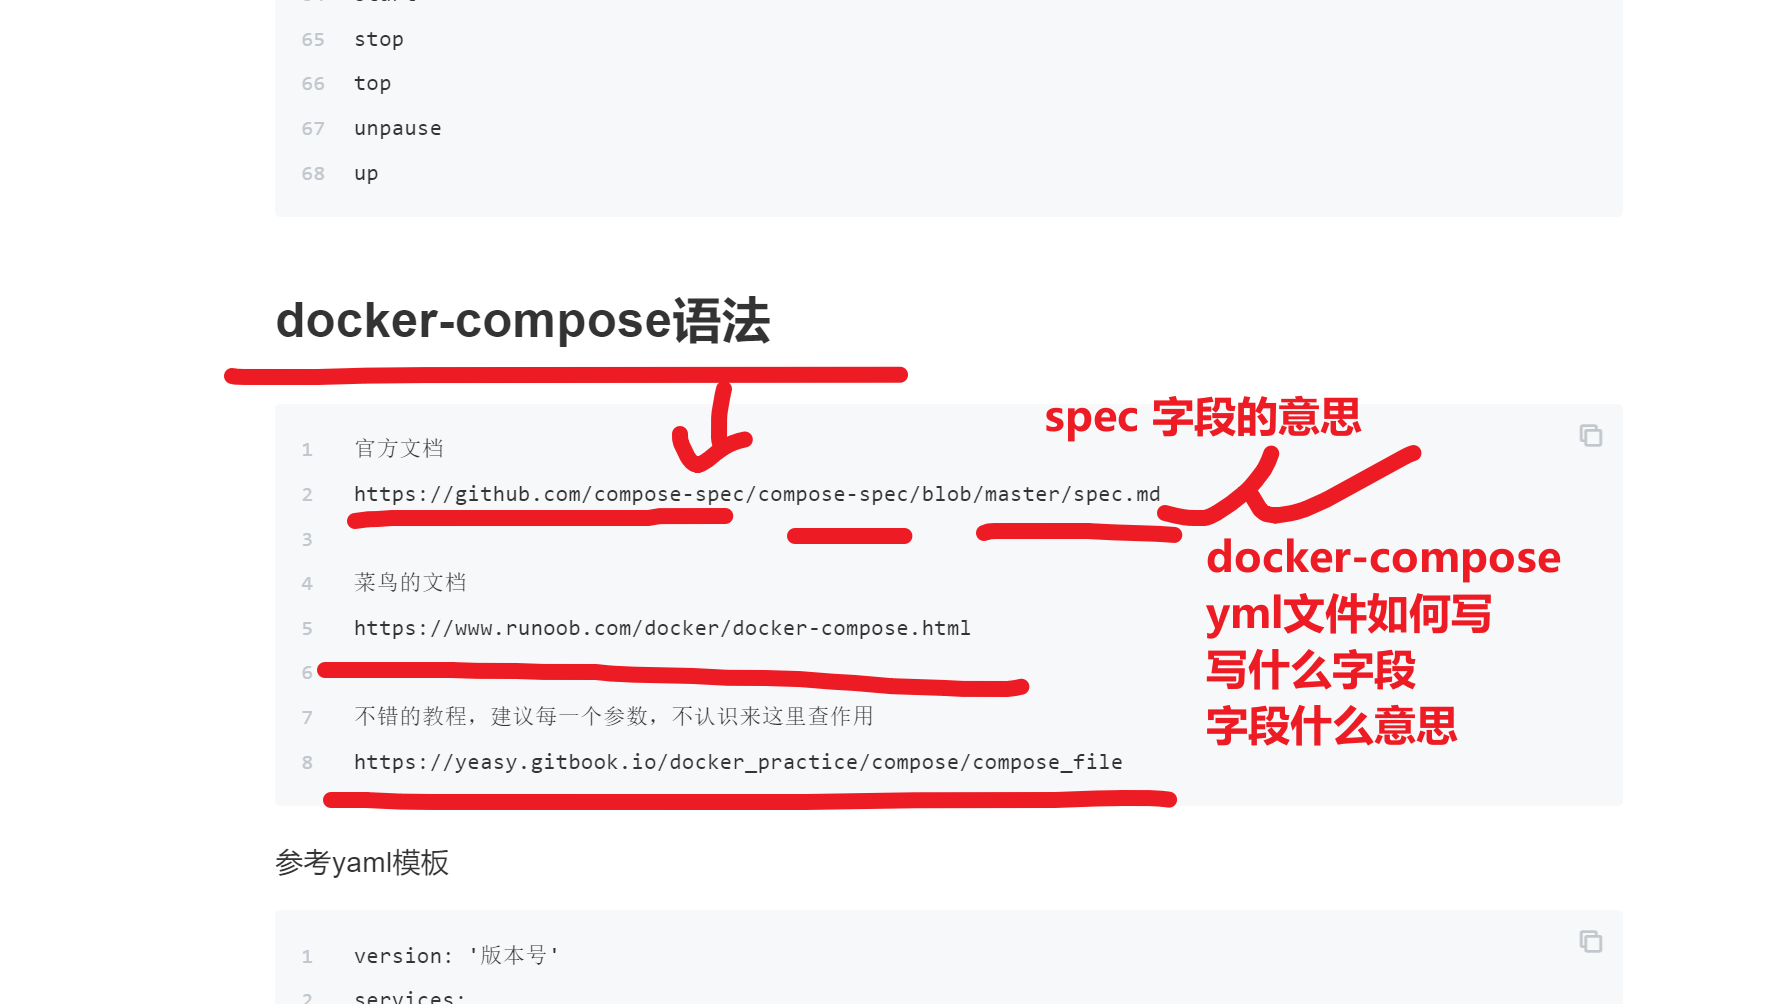 65 stop
66 top
67 unpause
68 up
docker-compose语法
spec 字段的意思
1 官方文档
2 https://github.com/compose-spec/compose-spec/blob/master/spec.md
3
docker-compose
yml文件如何写
写什么字段
字段什么意思
4 菜鸟的文档
5 https://www.runoob.com/docker/docker-compose.html
6
7 不错的教程，建议每一个参数，不认识来这里查作用
8 https://yeasy.gitbook.io/docker_practice/compose/compose_file
参考yaml模板
1 version: '版本号'
2 services: